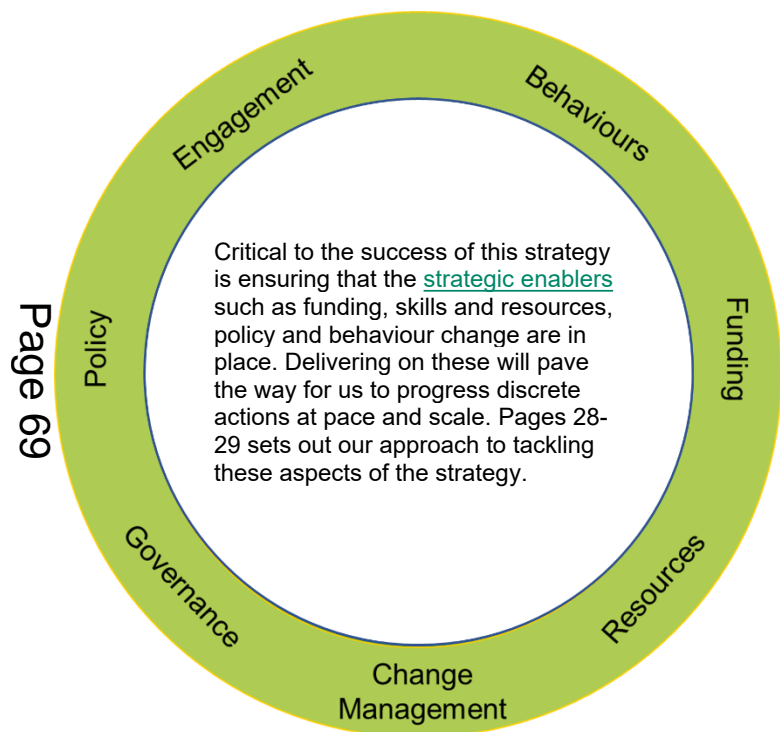 Engagement
Behaviours
Funding
Resources
Change
Management
Governance
Policy
Critical to the success of this strategy
is ensuring that the strategic enablers
such as funding, skills and resources,
policy and behaviour change are in
place. Delivering on these will pave
the way for us to progress discrete
actions at pace and scale. Pages 28-
29 sets out our approach to tackling
these aspects of the strategy.
Page 69